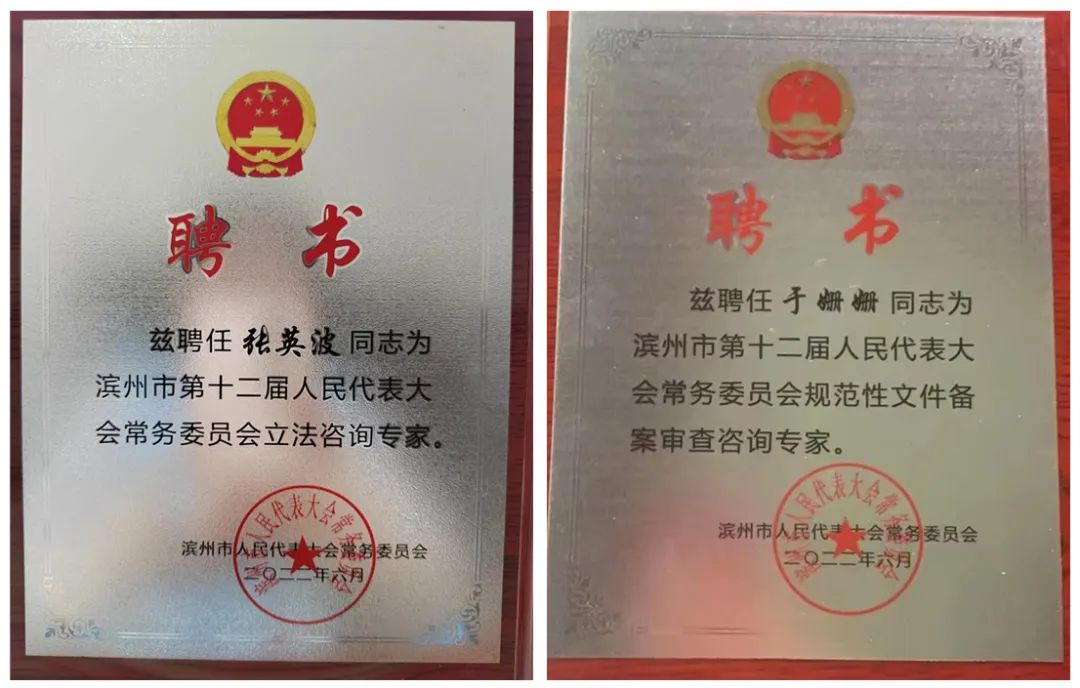 聘 书
兹聘任 张英波 同志为
滨州市第十二届人民代表大
会常务委员会立法咨询专家。
滨州市人民代表大会常务委员会
二〇二二年六月
聘 书
兹聘任 于姗姗 同志为
滨州市第十二届人民代表大
会常务委员会规范性文件备
案审查咨询专家。
滨州市人民代表大会常务委员会
二〇二二年六月